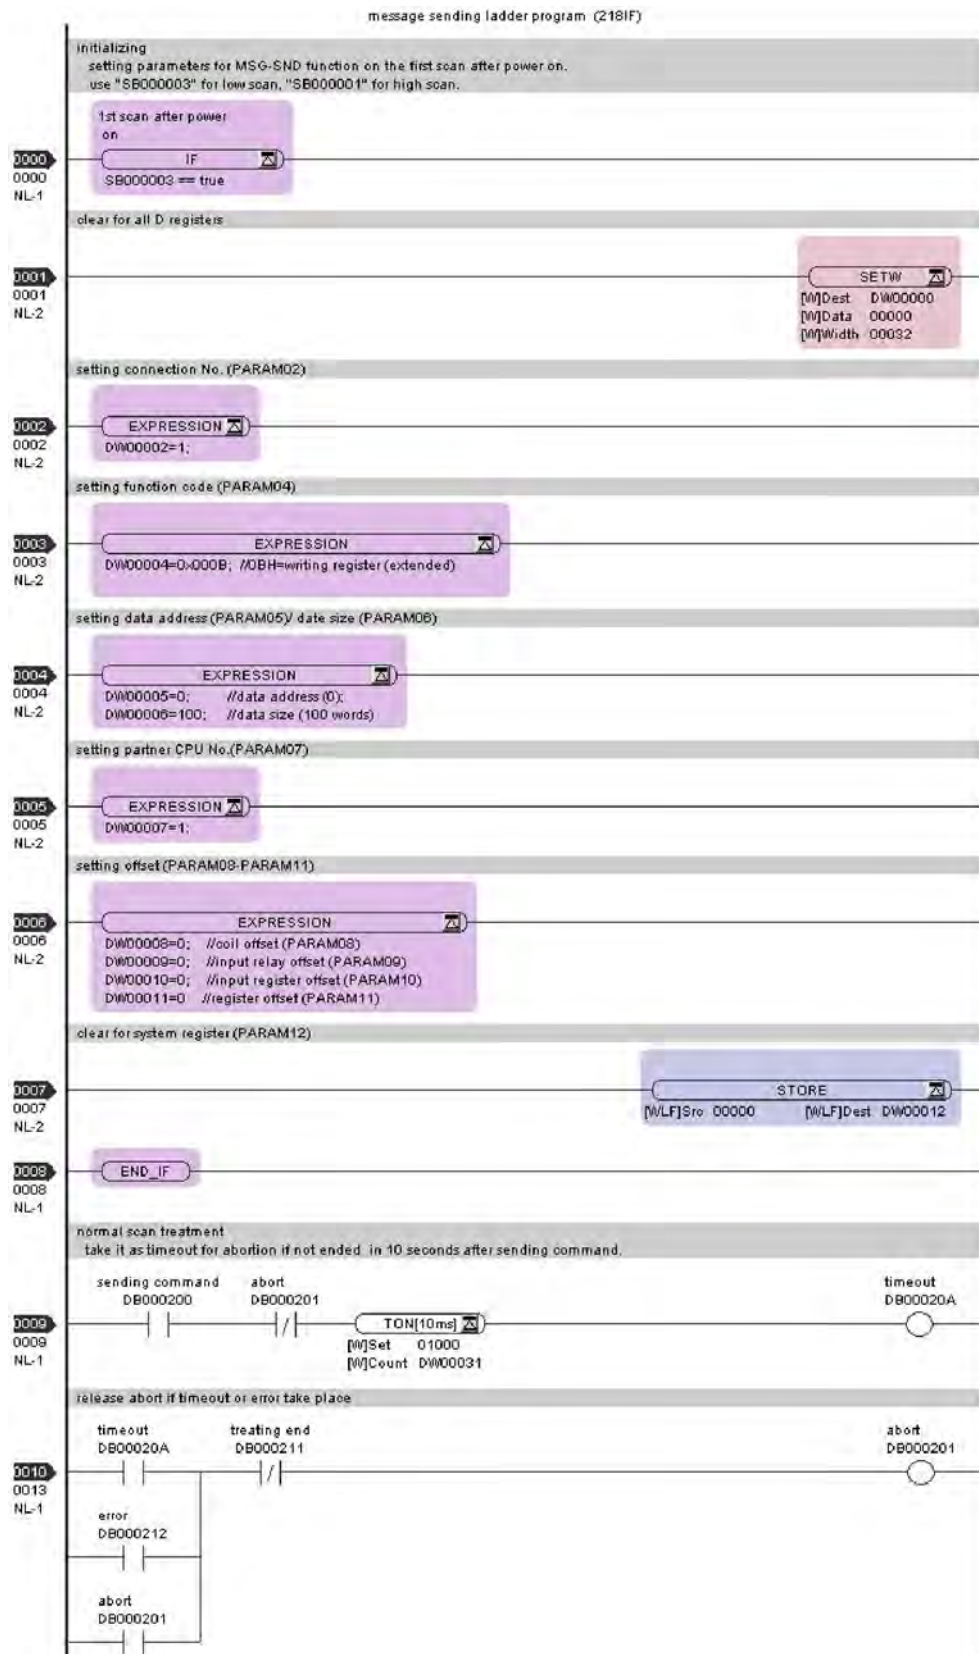 message sending ladder program (218IF)
initializing
setting parameters for MSG-SND function on the first scan after power on.
use "SB000003" for low scan, "SB000001" for high scan.
1st scan after power
on
0000
IF
0000
SB000003 == true
NL-1
clear for all D registers
0001
SETW
0001
[W]Dest DW00000
NL-2
[W]Data 00000
[W]Width 00032
setting connection No. (PARAM02)
0002
EXPRESSION
0002
DW00002=1;
NL-2
setting function code (PARAM04)
0003
EXPRESSION
0003
DW00004=0x000B; //0BH=writing register (extended)
NL-2
setting data address (PARAM05)/ date size (PARAM06)
0004
EXPRESSION
0004
DW00005=0; //data address (0);
NL-2
DW00006=100; //data size (100 words)
setting partner CPU No.(PARAM07)
0005
EXPRESSION
0005
DW00007=1;
NL-2
setting offset (PARAM08-PARAM11)
0006
EXPRESSION
0006
DW00008=0; //coil offset (PARAM08)
NL-2
DW00009=0; //input relay offset (PARAM09)
DW00010=0; //input register offset (PARAM10)
DW00011=0 //register offset (PARAM11)
clear for system register (PARAM12)
0007
STORE
0007
[WLF]Sro 00000 [WLF]Dest DW00012
NL-2
0008
END_IF
0008
NL-1
normal scan treatment
take it as timeout for abortion if not ended in 10 seconds after sending command.
sending command abort timeout
DB000200 DB000201 DB00020A
0009
TON[10ms]
0009
[W]Set 01000
NL-1
[W]Count DW00031
release abort if timeout or error take place
timeout treating end abort
DB00020A DB000211 DB000201
0010
0013
NL-1
error
DB000212
abort
DB000201